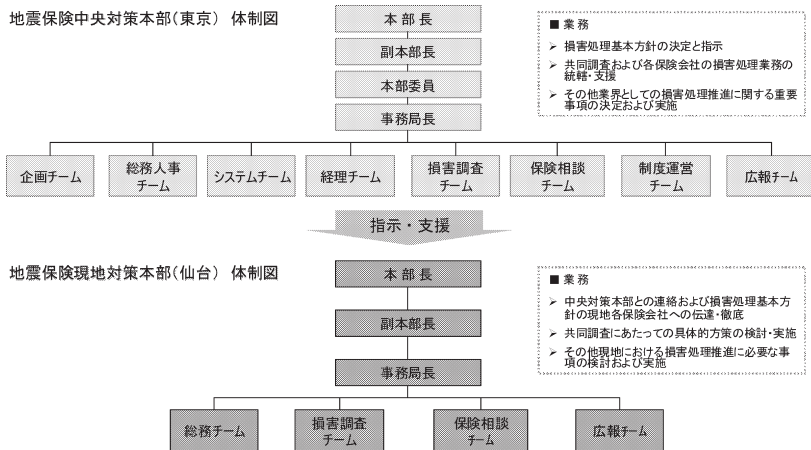 地震保険中央対策本部(東京) 体制図
本部長
副本部長
本部委員
事務局長
■ 業務
➢ 損害処理基本方針の決定と指示
➢ 共同調査および各保険会社の損害処理業務の
統轄・支援
➢ その他業界としての損害処理推進に関する重要
事項の決定および実施
企画チーム
総務人事
チーム
システムチーム
経理チーム
損害調査
チーム
保険相談
チーム
制度運営
チーム
広報チーム
指示・支援
地震保険現地対策本部(仙台) 体制図
本部長
副本部長
事務局長
■ 業務
➢ 中央対策本部との連絡および損害処理基本方
針の現地各保険会社への伝達・徹底
➢ 共同調査にあたっての具体的方策の検討・実施
➢ その他現地における損害処理推進に必要な事
項の検討および実施
総務チーム
損害調査
チーム
保険相談
チーム
広報チーム